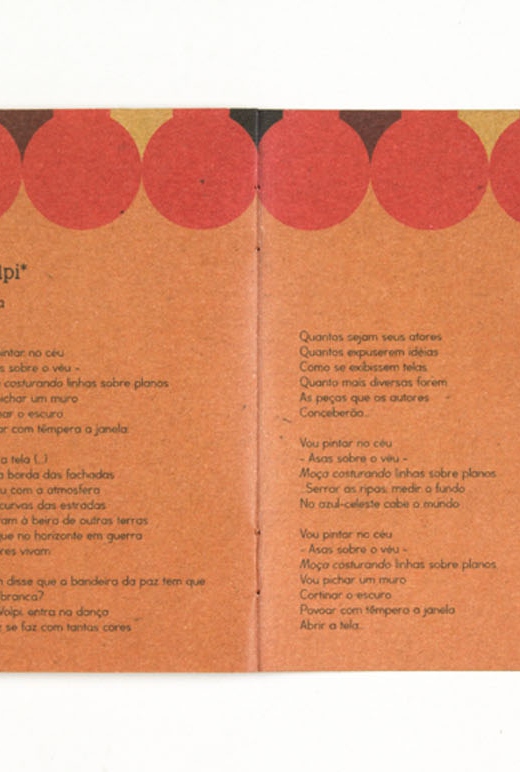 lpi*
a
intar no céu
s sobre o véu -
costurando linhas sobre planos
pichar um muro
nar o escuro
ar com têmpera a janela
a tela (...)
a borda das fachadas
u com a atmosfera
curvas das estradas
ram à beira de outras terras
que no horizonte em guerra
res vivam
n disse que a bandeira da paz tem que
branca?
Volpi, entra na dança
z se faz com tantas cores
Quantos sejam seus atores
Quantos expuserem idéias
Como se exibissem telas
Quanto mais diversas forem
As peças que os autores
Conceberão...
Vou pintar no céu
- Asas sobre o véu -
Moça costurando linhas sobre planos
Serrar as ripas, medir o fundo
No azul-celeste cabe o mundo
Vou pintar no céu
- Asas sobre o véu -
Moça costurando linhas sobre planos
Vou pichar um muro
Cortinar o escuro
Povoar com têmpera a janela
Abrir a tela...